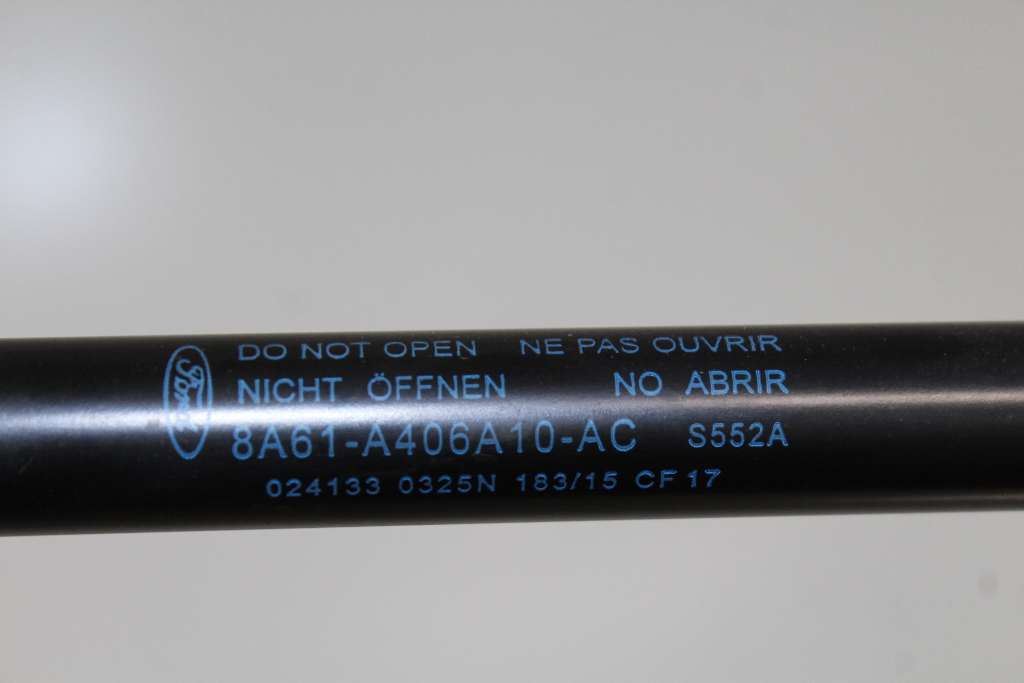 Ford
DO NOT OPEN NE PAS OUVRIR
NICHT ÖFFNEN NO ABRIR
8A61-A406A10-AC S552A
024133 0325N 183/15 CF 17